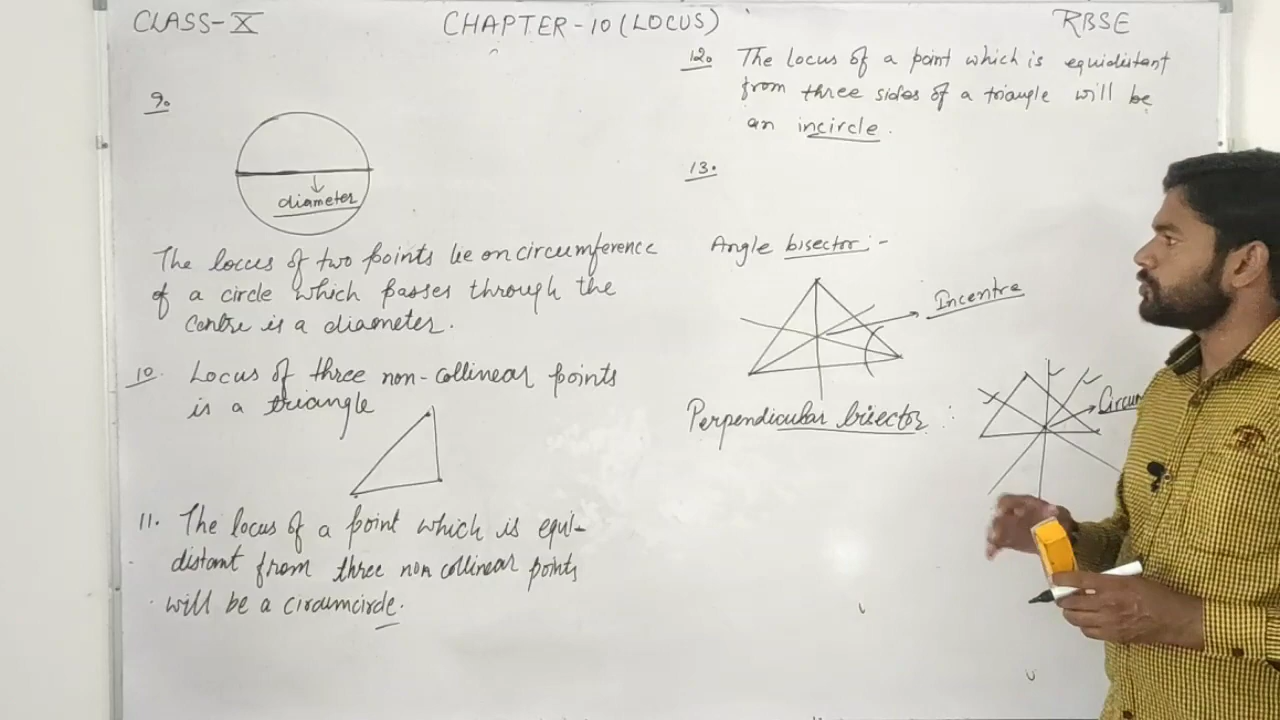 CLASS-X
CHAPTER-10 (LOCUS)
RBSE
9.
diameter
The locus of two points lie on circumference
of a circle which passes through the
centre is a diameter.
10. Locus of three non-collinear points
is a triangle
11. The locus of a point which is equi-
distant from three non collinear points
will be a circumcircle.
12. The locus of a point which is equidistant
from three sides of a triangle will be
an incircle.
13.
Angle bisector:-
Incentre
Perpendicular bisector:
Circum